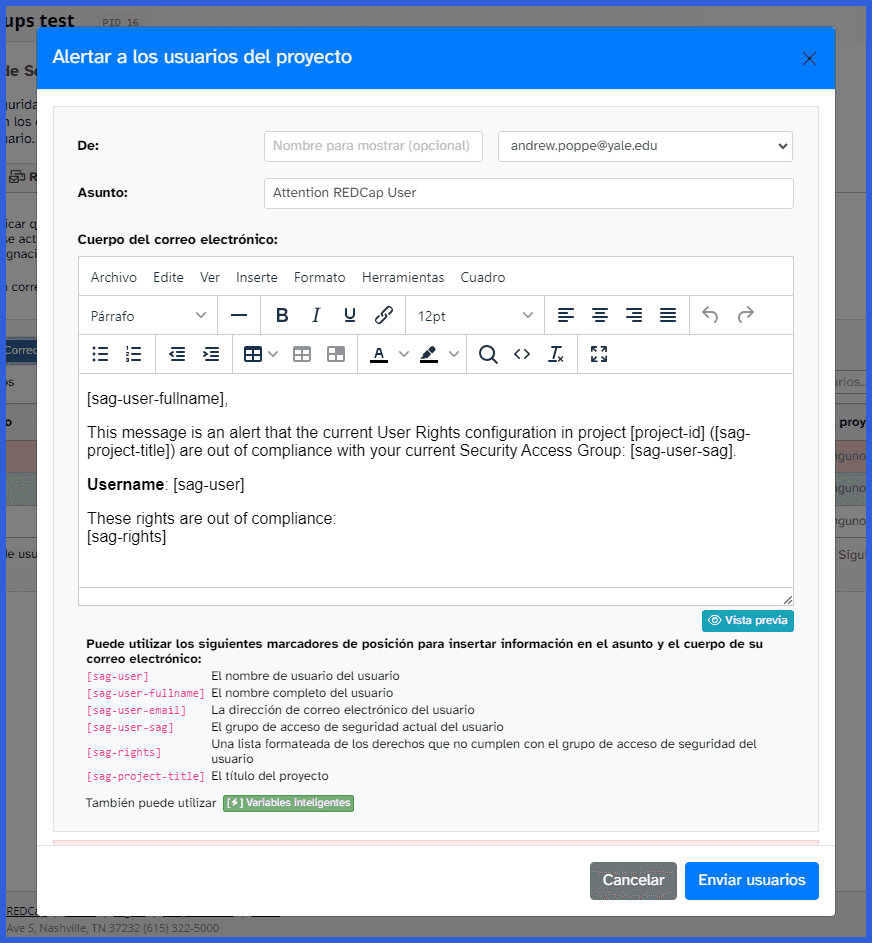 ups test PID 16
Alertar a los usuarios del proyecto
De: Nombre para mostrar (opcional) andrew.poppe@yale.edu
Asunto: Attention REDCap User
Cuerpo del correo electrónico:
Archivo Edite Ver Inserte Formato Herramientas Cuadro
Párrafo B I U 12pt
A
[sag-user-fullname],
This message is an alert that the current User Rights configuration in project [project-id] ([sag-
project-title]) are out of compliance with your current Security Access Group: [sag-user-sag].
Username: [sag-user]
These rights are out of compliance:
[sag-rights]
Vista previa
Puede utilizar los siguientes marcadores de posición para insertar información en el asunto y el cuerpo de su
correo electrónico:
[sag-user] El nombre de usuario del usuario
[sag-user-fullname] El nombre completo del usuario
[sag-user-email] La dirección de correo electrónico del usuario
[sag-user-sag] El grupo de acceso de seguridad actual del usuario
[sag-rights] Una lista formateada de los derechos que no cumplen con el grupo de acceso de seguridad del
usuario
[sag-project-title] El título del proyecto
También puede utilizar [⚡] Variables inteligentes
Cancelar Enviar usuarios
Ave S, Nashville, TN 37232 (615) 322-5000